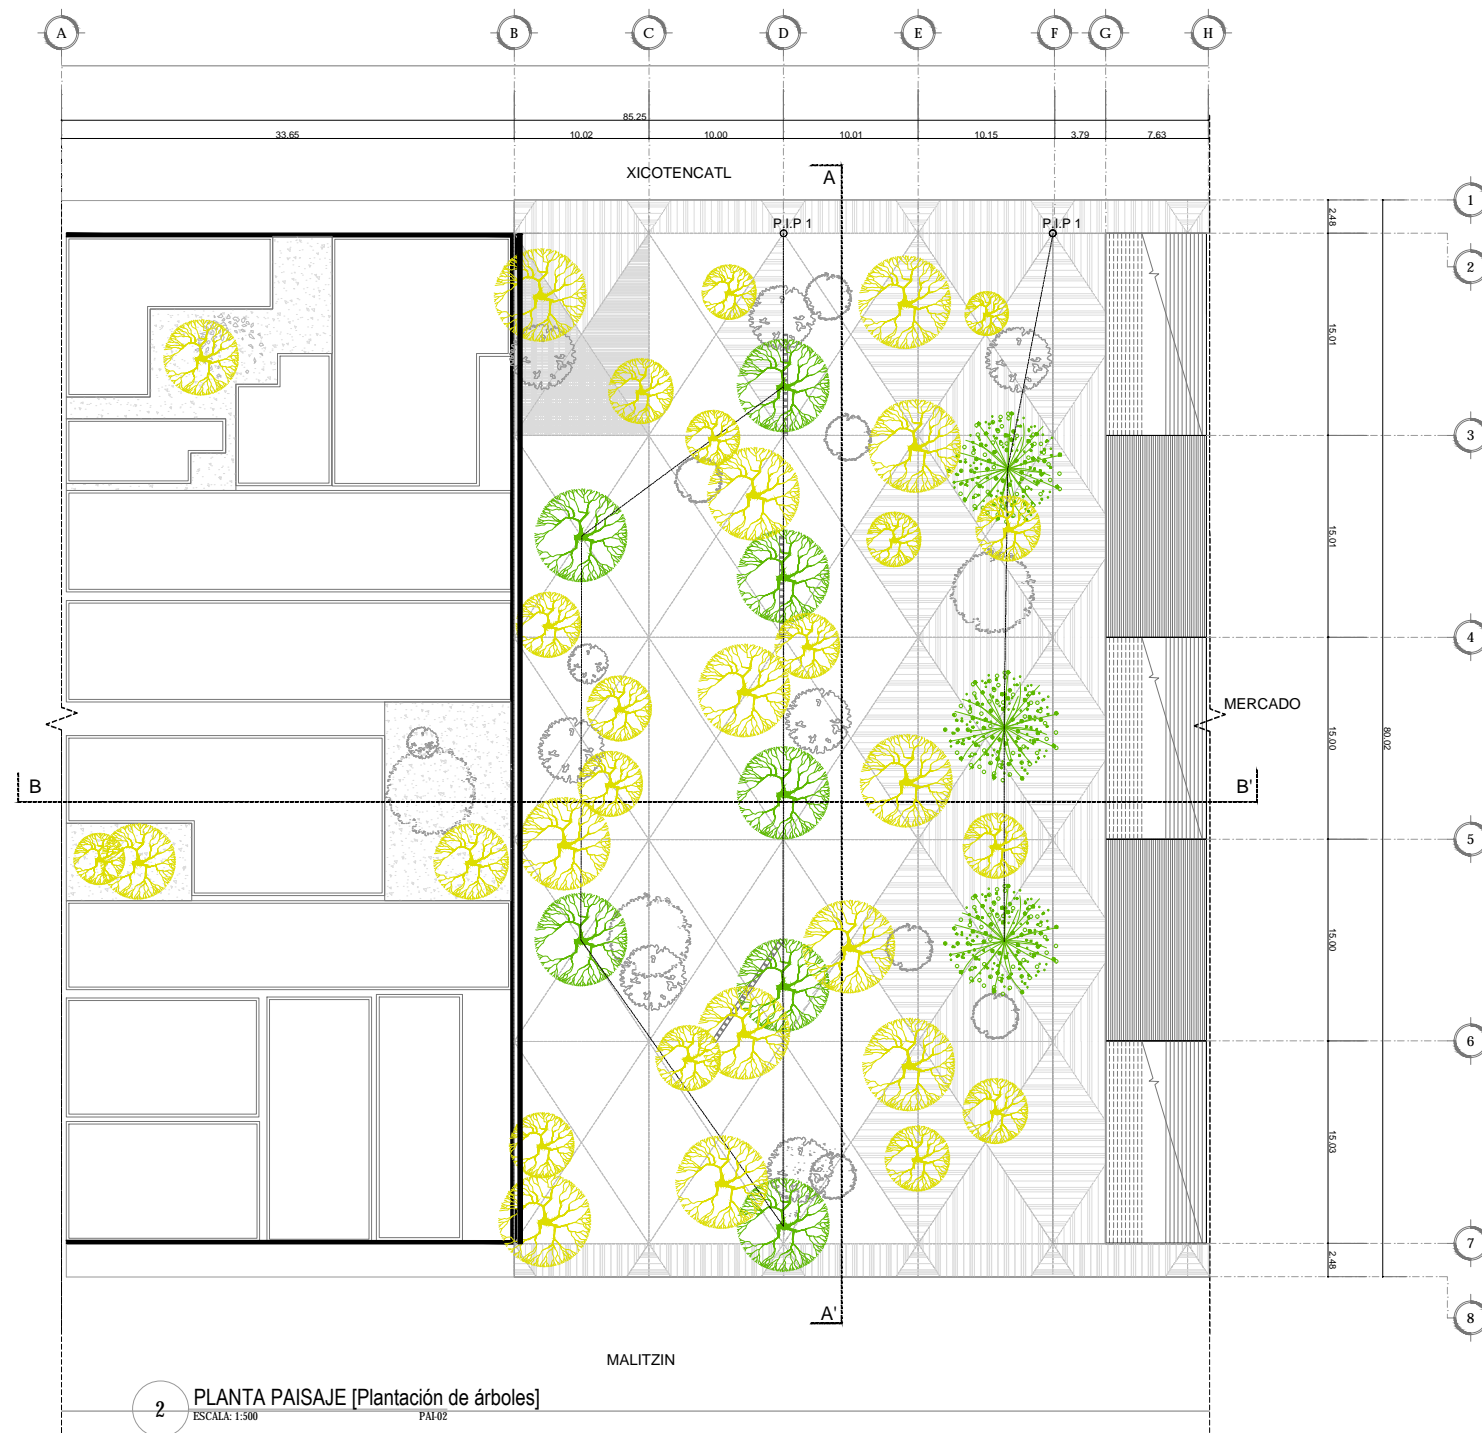 A B C D E F G H
85.25
33.65 10.02 10.00 10.01 10.15 3.79 7.63
XICOTENCATL
A
P.I.P 1 P.I.P 1
1
2.48
2
15.01
3
15.01
4
MERCADO
15.00
80.02
B B'
5
15.00
6
15.03
7
2.48
A'
8
MALITZIN
2 PLANTA PAISAJE [Plantación de árboles]
ESCALA: 1:500 PAI-02